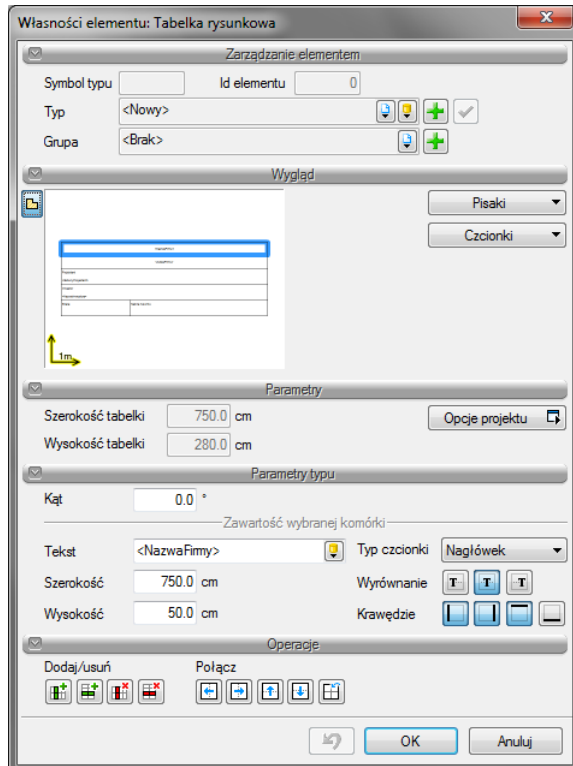 Własności elementu: Tabelka rysunkowa
Zarządzanie elementem
Symbol typu Id elementu 0
Typ <Nowy>
Grupa <Brak>
Wygląd
Pisaki
Czcionki
1m
Parametry
Szerokość tabelki 750.0 cm Opcje projektu
Wysokość tabelki 280.0 cm
Parametry typu
Kąt 0.0 °
Zawartość wybranej komórki
Tekst <NazwaFirmy> Typ czcionki Nagłówek
Szerokość 750.0 cm Wyrównanie T T T
Wysokość 50.0 cm Krawędzie
Operacje
Dodaj/usuń Połącz
OK Anuluj